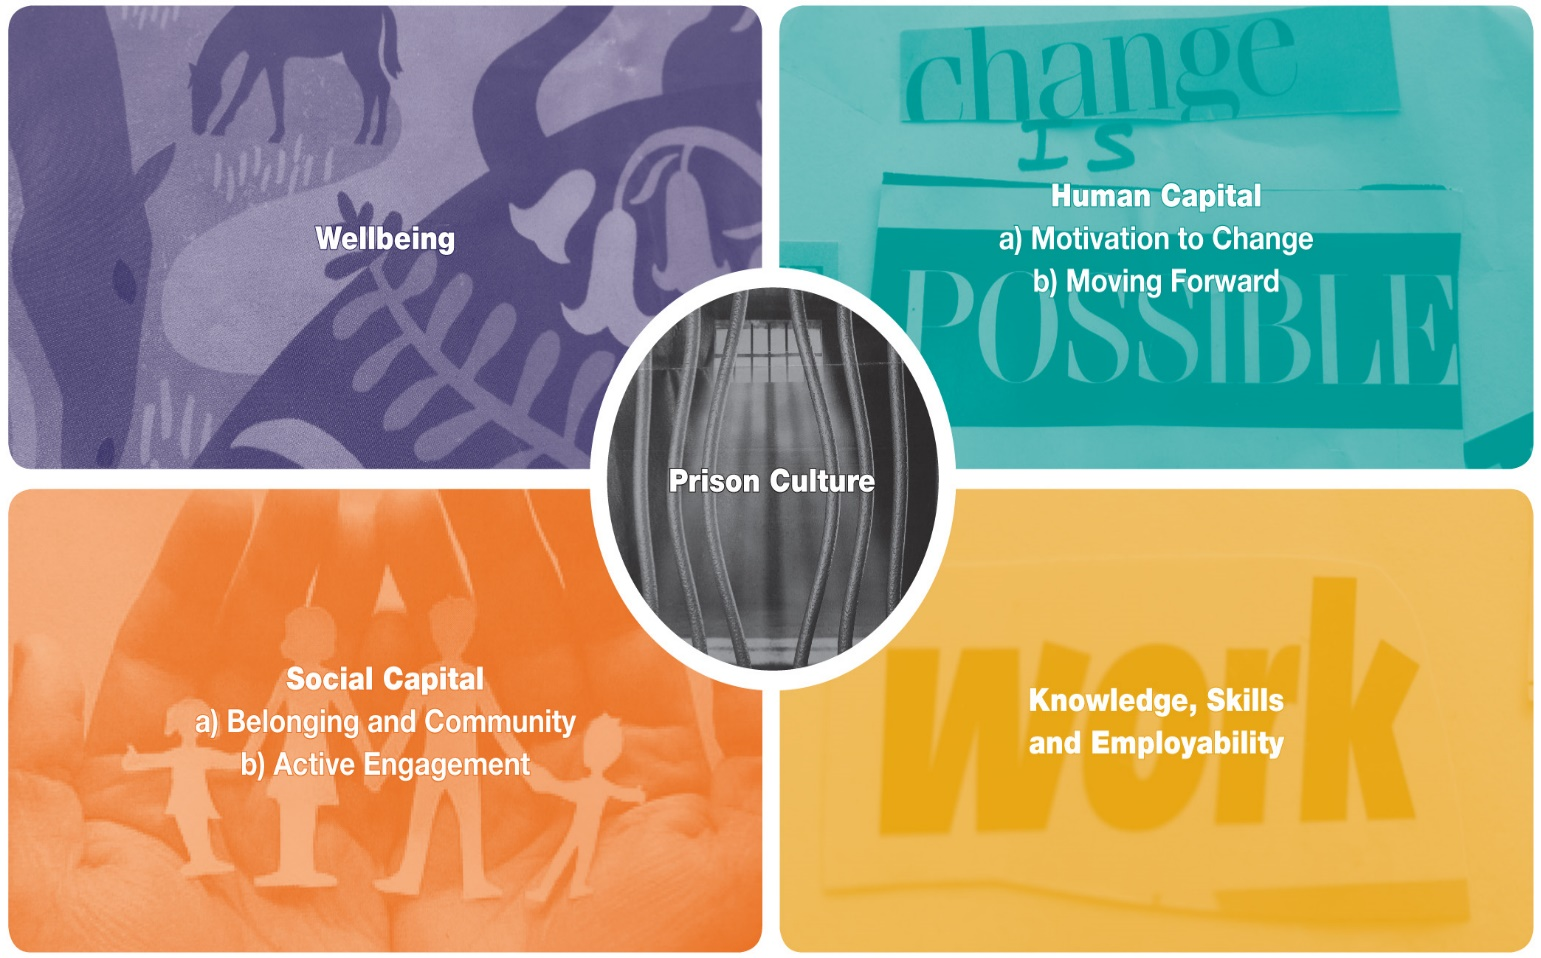 Wellbeing
change
IS
POSSIBLE
Human Capital
a) Motivation to Change
b) Moving Forward
Prison Culture
Social Capital
a) Belonging and Community
b) Active Engagement
work
Knowledge, Skills
and Employability